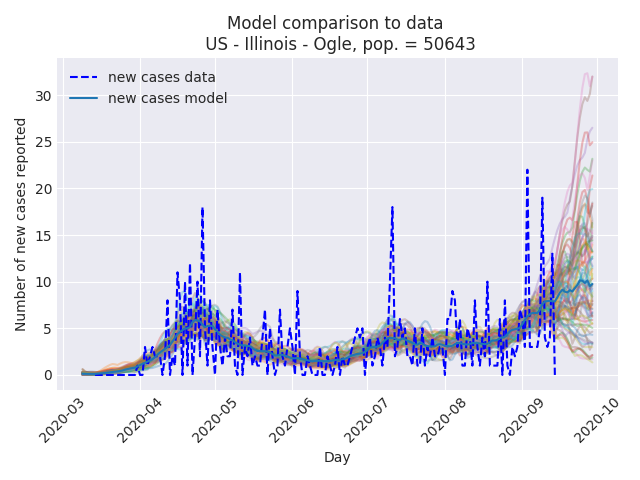 Model comparison to data
US - Illinois - Ogle, pop. = 50643
new cases data
new cases model
Number of new cases reported
30
25
20
15
10
5
0
2020-03
2020-04
2020-05
2020-06
2020-07
2020-08
2020-09
2020-10
Day